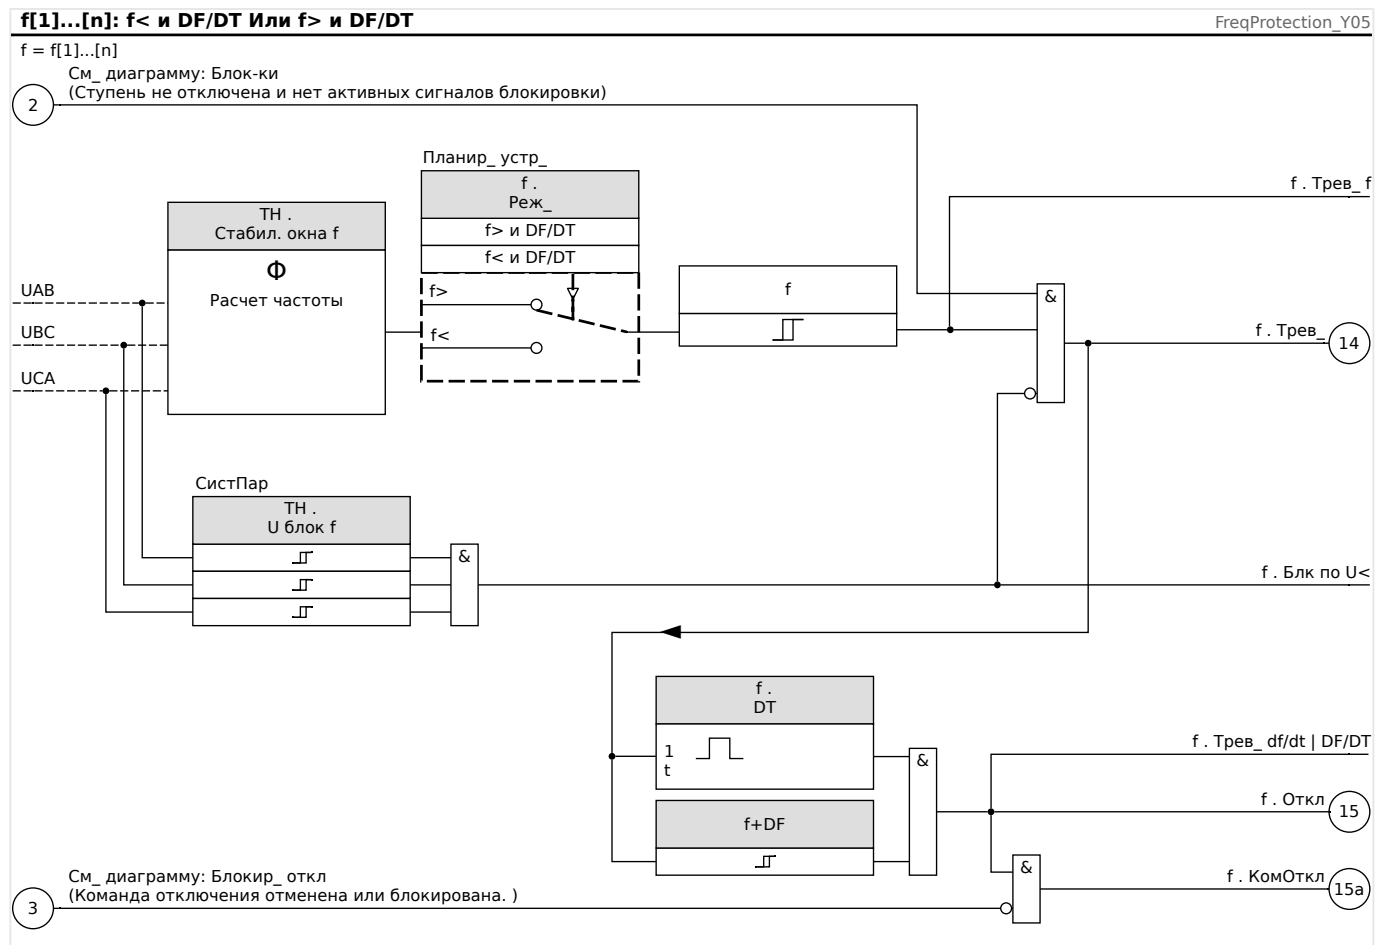 f[1]...[n]: f< и DF/DT Или f> и DF/DT
FreqProtection_Y05
f = f[1]...[n]
См_ диаграмму: Блок-ки
(Ступень не отключена и нет активных сигналов блокировки)
2
Планир_ устр_
f .
Реж_
f> и DF/DT
f< и DF/DT
f . Трев_ f
ТН .
Стабил. окна f
Φ
Расчет частоты
UAB
UBC
UCA
f>
f<
f
&
f . Трев_
14
СистПар
ТН .
U блок f
&
f . Блк по U<
f .
DT
1
t
&
f+DF
f . Трев_ df/dt | DF/DT
f . Откл
15
&
f . КомОткл
15a
См_ диаграмму: Блокир_ откл
(Команда отключения отменена или блокирована. )
3